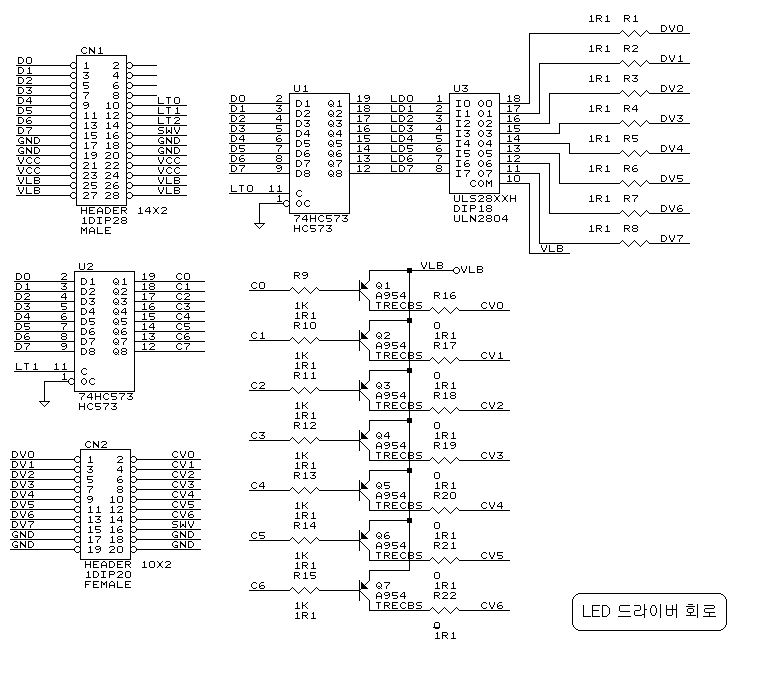 CN1
D0 1 2
D1 3 4
D2 5 6
D3 7 8
D4 9 10 LT0
D5 11 12 LT1
D6 13 14 LT2
D7 15 16 SWV
GND 17 18 GND
GND 19 20 GND
VCC 21 22 VCC
VCC 23 24 VCC
VLB 25 26 VLB
VLB 27 28 VLB
HEADER 14X2
1DIP28
MALE
U1
D0 2 D1 Q1 19 LD0
D1 3 D2 Q2 18 LD1
D2 4 D3 Q3 17 LD2
D3 5 D4 Q4 16 LD3
D4 6 D5 Q5 15 LD4
D5 7 D6 Q6 14 LD5
D6 8 D7 Q7 13 LD6
D7 9 D8 Q8 12 LD7
LT0 11 C
1 OC
74HC573
HC573
U3
1 I0 O0 18
2 I1 O1 17
3 I2 O2 16
4 I3 O3 15
5 I4 O4 14
6 I5 O5 13
7 I6 O6 12
8 I7 O7 11
COM 10
ULS28XXH
DIP18
ULN2804
VLB
1R1 R1 DV0
1R1 R2 DV1
1R1 R3 DV2
1R1 R4 DV3
1R1 R5 DV4
1R1 R6 DV5
1R1 R7 DV6
1R1 R8 DV7
U2
D0 2 D1 Q1 19 C0
D1 3 D2 Q2 18 C1
D2 4 D3 Q3 17 C2
D3 5 D4 Q4 16 C3
D4 6 D5 Q5 15 C4
D5 7 D6 Q6 14 C5
D6 8 D7 Q7 13 C6
D7 9 D8 Q8 12 C7
LT1 11 C
1 OC
74HC573
HC573
CN2
DV0 1 2 CV0
DV1 3 4 CV1
DV2 5 6 CV2
DV3 7 8 CV3
DV4 9 10 CV4
DV5 11 12 CV5
DV6 13 14 CV6
DV7 15 16 SWV
GND 17 18 GND
GND 19 20 GND
HEADER 10X2
1DIP20
FEMALE
VLB VLB
C0 R9 1K 1R1 Q1 A954 TRECBS R16 0 1R1 CV0
C1 R10 1K 1R1 Q2 A954 TRECBS R17 0 1R1 CV1
C2 R11 1K 1R1 Q3 A954 TRECBS R18 0 1R1 CV2
C3 R12 1K 1R1 Q4 A954 TRECBS R19 0 1R1 CV3
C4 R13 1K 1R1 Q5 A954 TRECBS R20 0 1R1 CV4
C5 R14 1K 1R1 Q6 A954 TRECBS R21 0 1R1 CV5
C6 R15 1K 1R1 Q7 A954 TRECBS R22 0 1R1 CV6
LED 드라이버 회로